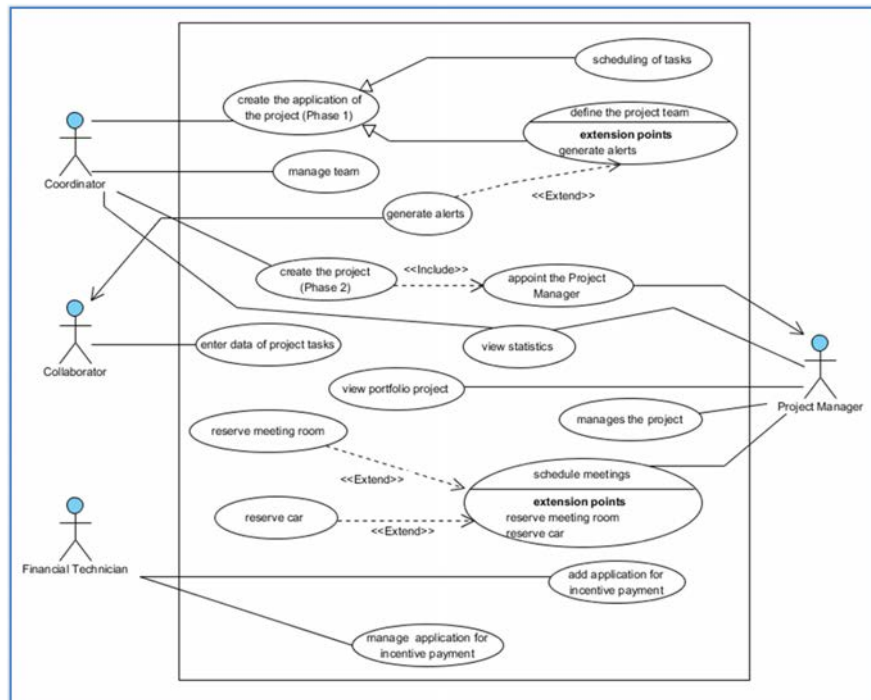 scheduling of tasks
create the application of
the project (Phase 1)
define the project team
extension points
generate alerts
Coordinator
manage team
<<Extend>>
generate alerts
create the project
(Phase 2)
<<Include>>
appoint the Project
Manager
Collaborator
enter data of project tasks
view statistics
Project Manager
view portfolio project
manages the project
reserve meeting room
<<Extend>>
schedule meetings
extension points
reserve meeting room
reserve car
reserve car
<<Extend>>
Financial Technician
add application for
incentive payment
manage application for
incentive payment